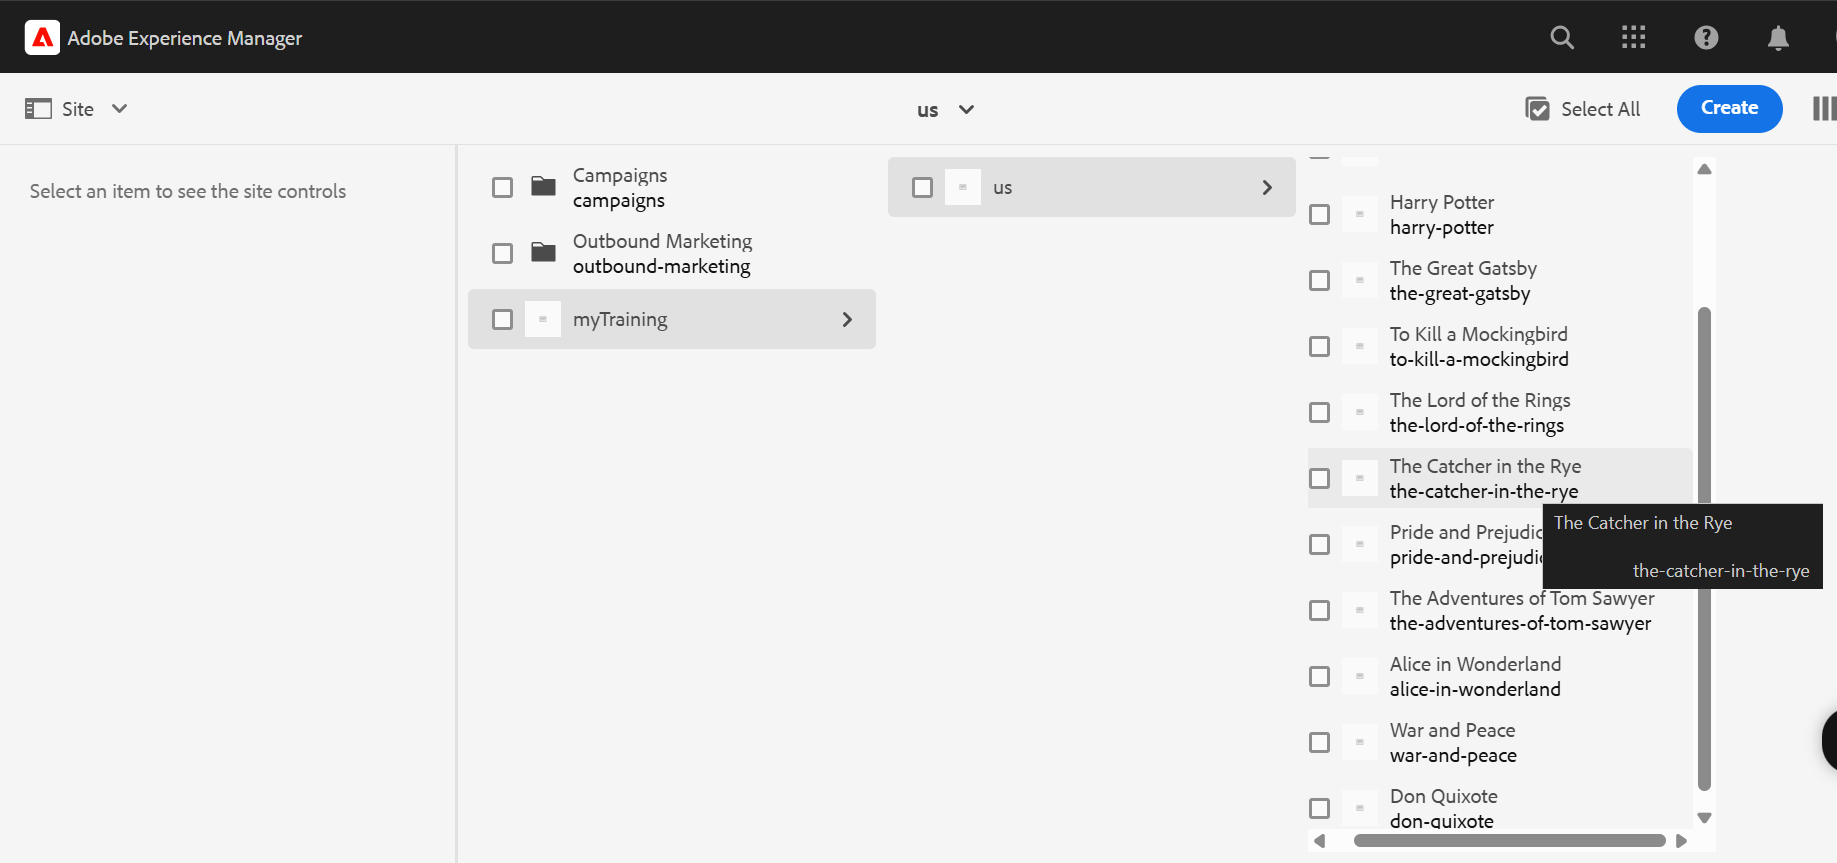 Adobe Experience Manager
Site
us
Select All
Create
Select an item to see the site controls
Campaigns
campaigns
Outbound Marketing
outbound-marketing
myTraining
us
Harry Potter
harry-potter
The Great Gatsby
the-great-gatsby
To Kill a Mockingbird
to-kill-a-mockingbird
The Lord of the Rings
the-lord-of-the-rings
The Catcher in the Rye
the-catcher-in-the-rye
The Catcher in the Rye
the-catcher-in-the-rye
Pride and
pride-and-
The Adventures of Tom Sawyer
the-adventures-of-tom-sawyer
Alice in Wonderland
alice-in-wonderland
War and Peace
war-and-peace
Don Quixote
don-quixote